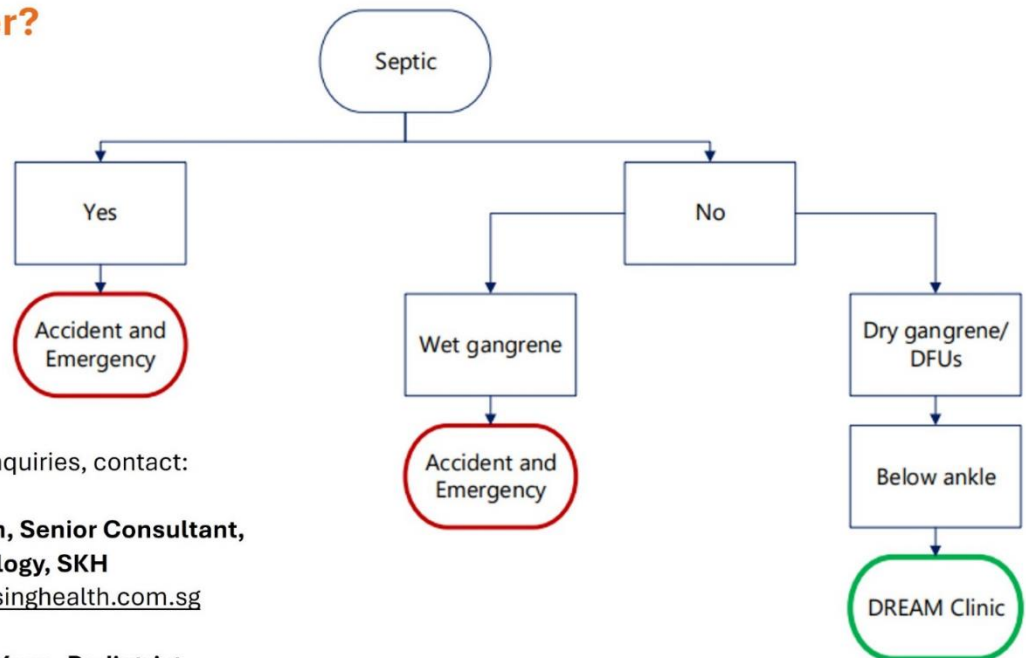 er?
Septic
Yes
No
Accident and
Emergency
Wet gangrene
Dry gangrene/
DFUs
Accident and
Emergency
Below ankle
DREAM Clinic
nquiries, contact:
, Senior Consultant,
logy, SKH
singhealth.com.sg